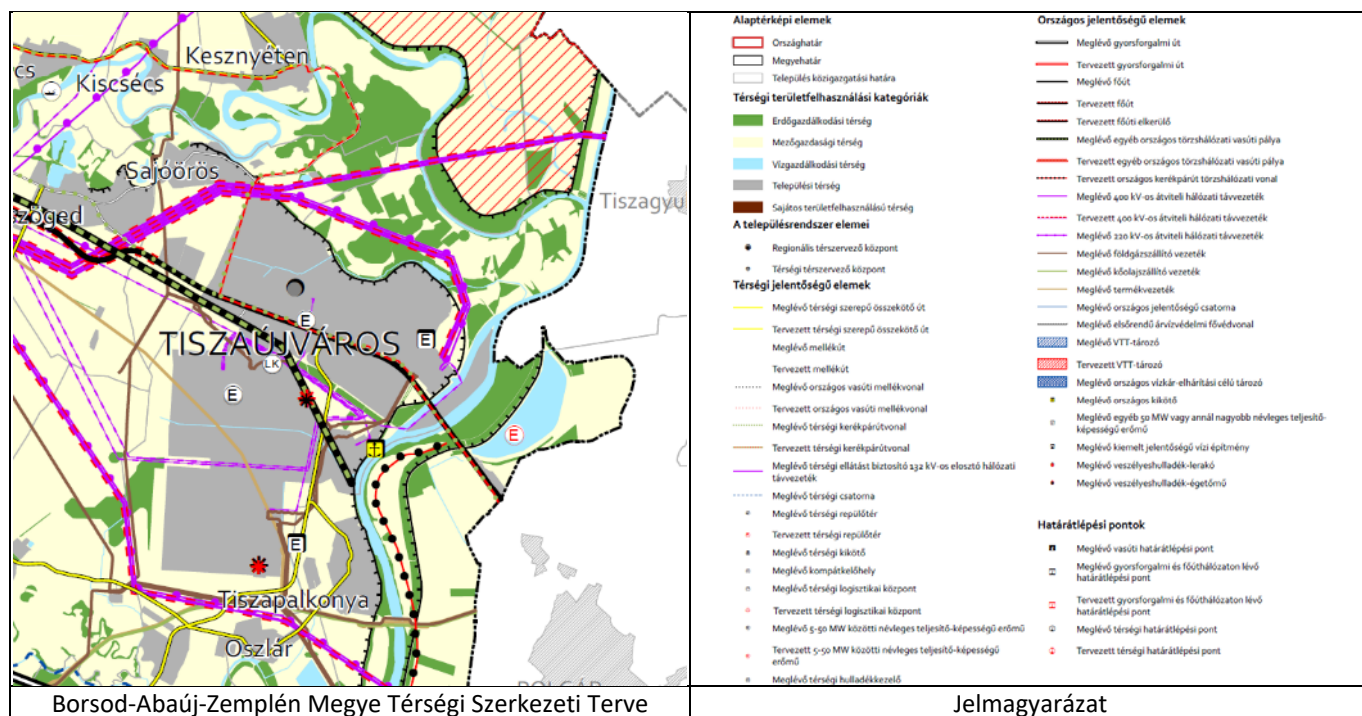 Kesznyéten
cs
Kiscsécs
Sajóörös
Tiszagyu
szöged
E
TISZAÚJVÁROS
E
LK
E
E
E
Tiszapalkonya
Oszlár
POLGÁR
Borsod-Abaúj-Zemplén Megye Térségi Szerkezeti Terve
Alaptérképi elemek
Országhatár
Megyehatár
Település közigazgatási határa
Térségi területfelhasználási kategóriák
Erdőgazdálkodási térség
Mezőgazdasági térség
Vízgazdálkodási térség
Települési térség
Sajátos területfelhasználású térség
A településrendszer elemei
Regionális térszervező központ
Térségi térszervező központ
Térségi jelentőségű elemek
Meglévő térségi szerepű összekötő út
Tervezett térségi szerepű összekötő út
Meglévő mellékút
Tervezett mellékút
Meglévő országos vasúti mellékvonal
Tervezett országos vasúti mellékvonal
Meglévő térségi kerékpárútvonal
Tervezett térségi kerékpárútvonal
Meglévő térségi ellátást biztosító 132 kV-os elosztó hálózati
távvezeték
Meglévő térségi csatorna
Meglévő térségi repülőtér
Tervezett térségi repülőtér
Meglévő térségi kikötő
Meglévő kompátkelőhely
Meglévő térségi logisztikai központ
Tervezett térségi logisztikai központ
Meglévő 5-50 MW közötti névleges teljesítő-képességű erőmű
Tervezett 5-50 MW közötti névleges teljesítő-képességű
erőmű
Meglévő térségi hulladékkezelő
Országos jelentőségű elemek
Meglévő gyorsforgalmi út
Tervezett gyorsforgalmi út
Meglévő főút
Tervezett főút
Tervezett főúti elkerülő
Meglévő egyéb országos törzshálózati vasúti pálya
Tervezett egyéb országos törzshálózati vasúti pálya
Tervezett országos kerékpárút törzshálózati vonal
Meglévő 400 kV-os átviteli hálózati távvezeték
Tervezett 400 kV-os átviteli hálózati távvezeték
Meglévő 220 kV-os átviteli hálózati távvezeték
Meglévő földgázszállító vezeték
Meglévő kőolajszállító vezeték
Meglévő termékvezeték
Meglévő országos jelentőségű csatorna
Meglévő elsőrendű árvízvédelmi fővédvonal
Meglévő VTT-tározó
Tervezett VTT-tározó
Meglévő országos vízkár-elhárítási célú tározó
Meglévő országos kikötő
Meglévő egyéb 50 MW vagy annál nagyobb névleges teljesítő-
képességű erőmű
Meglévő kiemelt jelentőségű vízi építmény
Meglévő veszélyeshulladék-lerakó
Meglévő veszélyeshulladék-égetőmű
Határátlépési pontok
Meglévő vasúti határátlépési pont
Meglévő gyorsforgalmi és főúthálózaton lévő
határátlépési pont
Tervezett gyorsforgalmi és főúthálózaton lévő
határátlépési pont
Meglévő térségi határátlépési pont
Tervezett térségi határátlépési pont
Jelmagyarázat